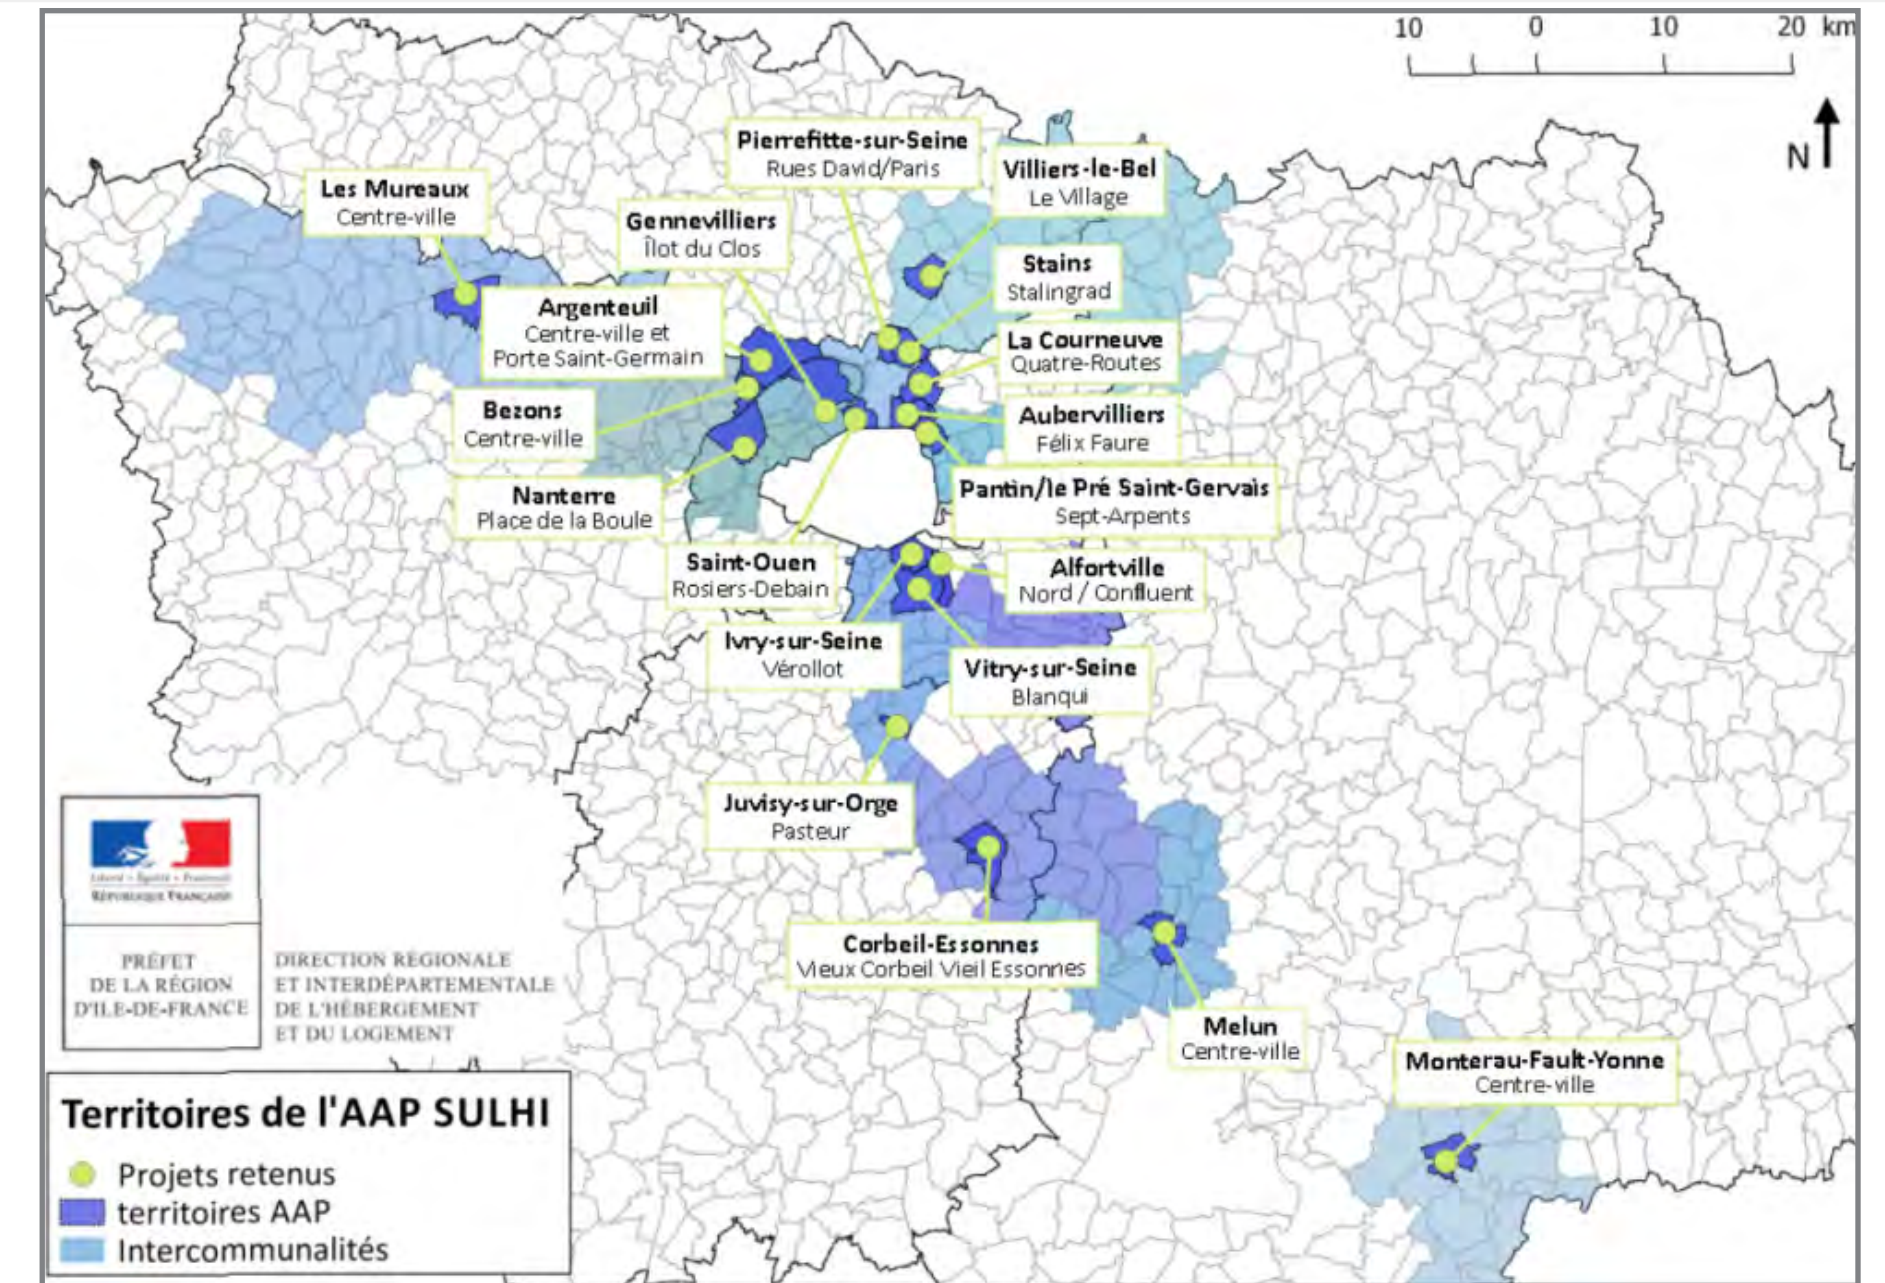 10 0 10 20 km
N
Pierrefitte-sur-Seine
Rues David/Paris
Villiers-le-Bel
Le Village
Les Mureaux
Centre-ville
Gennevilliers
Îlot du Clos
Stains
Stalingrad
Argenteuil
Centre-ville et
Porte Saint-Germain
La Courneuve
Quatre-Routes
Bezons
Centre-ville
Aubervilliers
Félix Faure
Nanterre
Place de la Boule
Pantin/le Pré Saint-Gervais
Sept-Arpents
Saint-Ouen
Rosiers-Debain
Alfortville
Nord / Confluent
Ivry-sur-Seine
Vérollot
Vitry-sur-Seine
Blanqui
Juvisy-sur-Orge
Pasteur
Corbeil-Essonnes
Vieux Corbeil Vieil Essonnes
Melun
Centre-ville
Monterau-Fault-Yonne
Centre-ville
Liberté • Égalité • Fraternité
RÉPUBLIQUE FRANÇAISE
PRÉFET
DE LA RÉGION
D'ILE-DE-FRANCE
DIRECTION RÉGIONALE
ET INTERDÉPARTEMENTALE
DE L'HÉBERGEMENT
ET DU LOGEMENT
Territoires de l'AAP SULHI
Projets retenus
territoires AAP
Intercommunalités